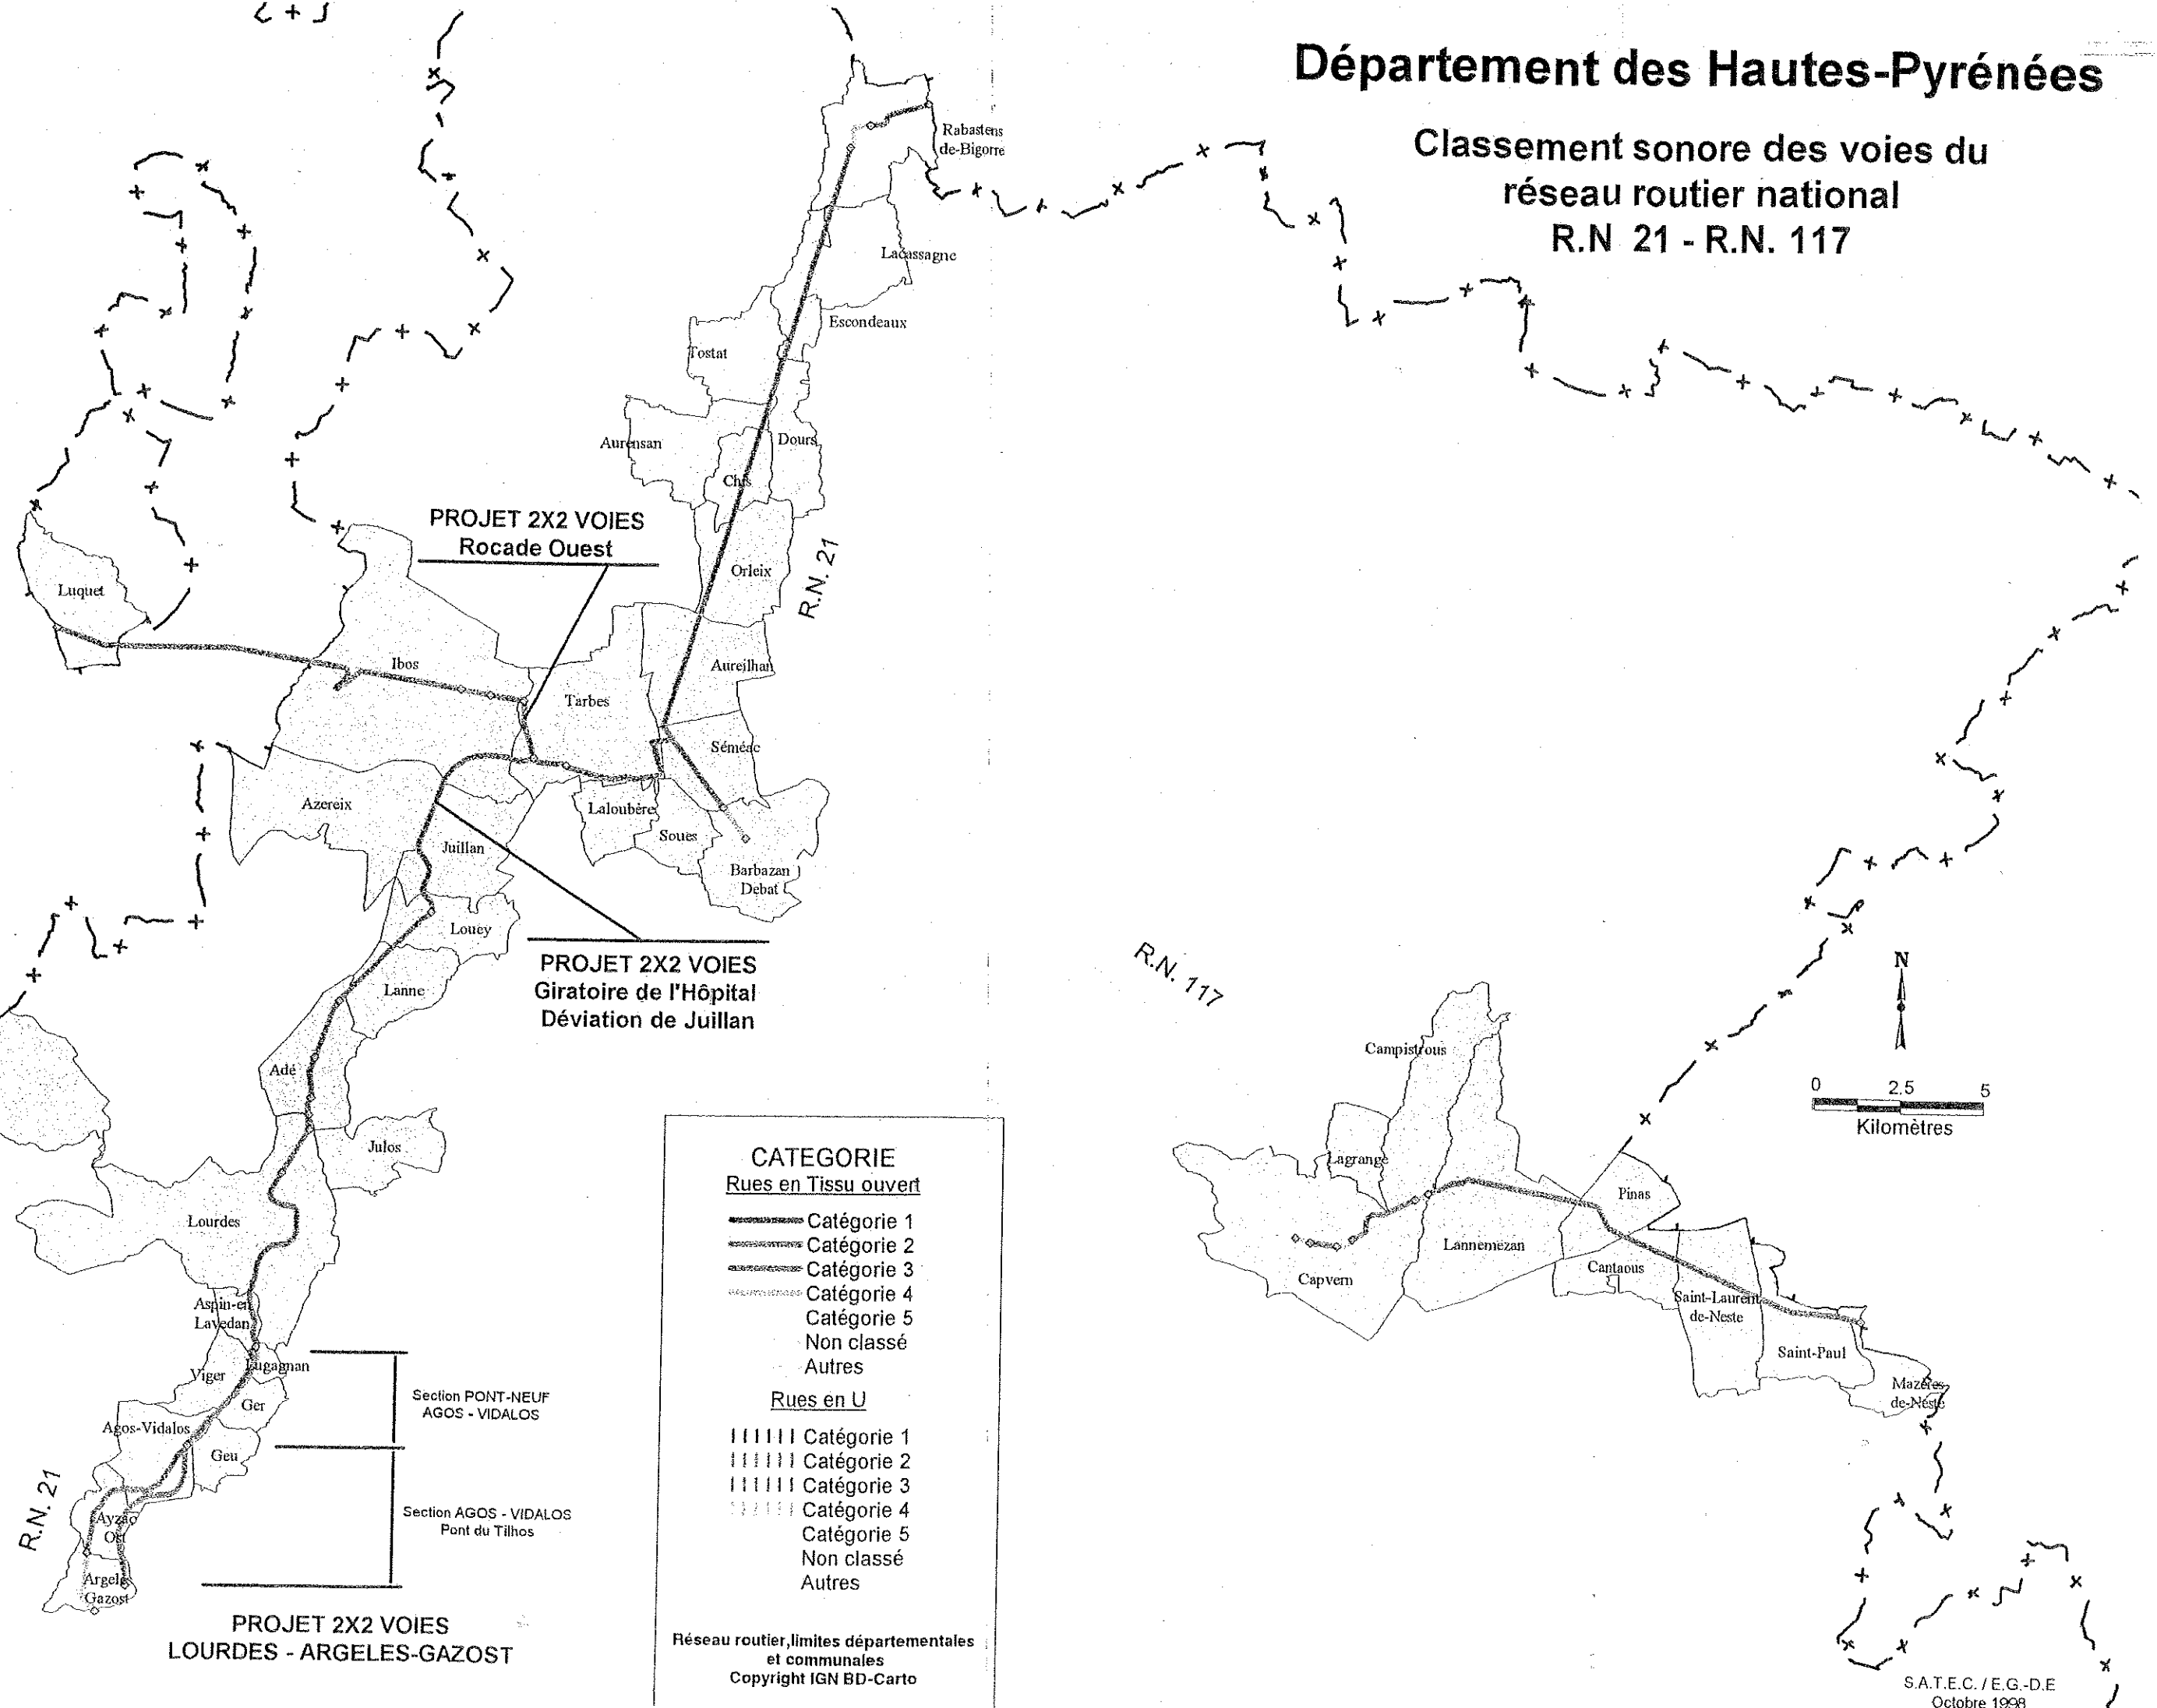 Département des Hautes-Pyrénées
Classement sonore des voies du
réseau routier national
R.N 21 - R.N. 117
Rabastens
de-Bigorre
Lacassagne
Escondeaux
Tostat
Aurensan
Dours
Chis
PROJET 2X2 VOIES
Rocade Ouest
Orleix
R.N. 21
Luquet
Ibos
Aureilhan
Tarbes
Séméac
Azereix
Laloubère
Soues
Juillan
Barbazan
Debat
Louey
PROJET 2X2 VOIES
Giratoire de l'Hôpital
Déviation de Juillan
Lanne
Adé
Julos
Lourdes
Aspin-en
Lavedan
Lugagnan
Viger
Ger
Section PONT-NEUF
AGOS - VIDALOS
Agos-Vidalos
Geu
R.N. 21
Section AGOS - VIDALOS
Pont du Tilhos
Ayzac
Ost
Argelès
Gazost
PROJET 2X2 VOIES
LOURDES - ARGELES-GAZOST
CATEGORIE
Rues en Tissu ouvert
Catégorie 1
Catégorie 2
Catégorie 3
Catégorie 4
Catégorie 5
Non classé
Autres
Rues en U
Catégorie 1
Catégorie 2
Catégorie 3
Catégorie 4
Catégorie 5
Non classé
Autres
Réseau routier,limites départementales
et communales
Copyright IGN BD-Carto
R.N. 117
N
0 2.5 5
Kilomètres
Campistrous
Lagrange
Pinas
Lannemezan
Capvern
Cantaous
Saint-Laurent
de-Neste
Saint-Paul
Mazères
de-Neste
S.A.T.E.C. / E.G.-D.E
Octobre 1998